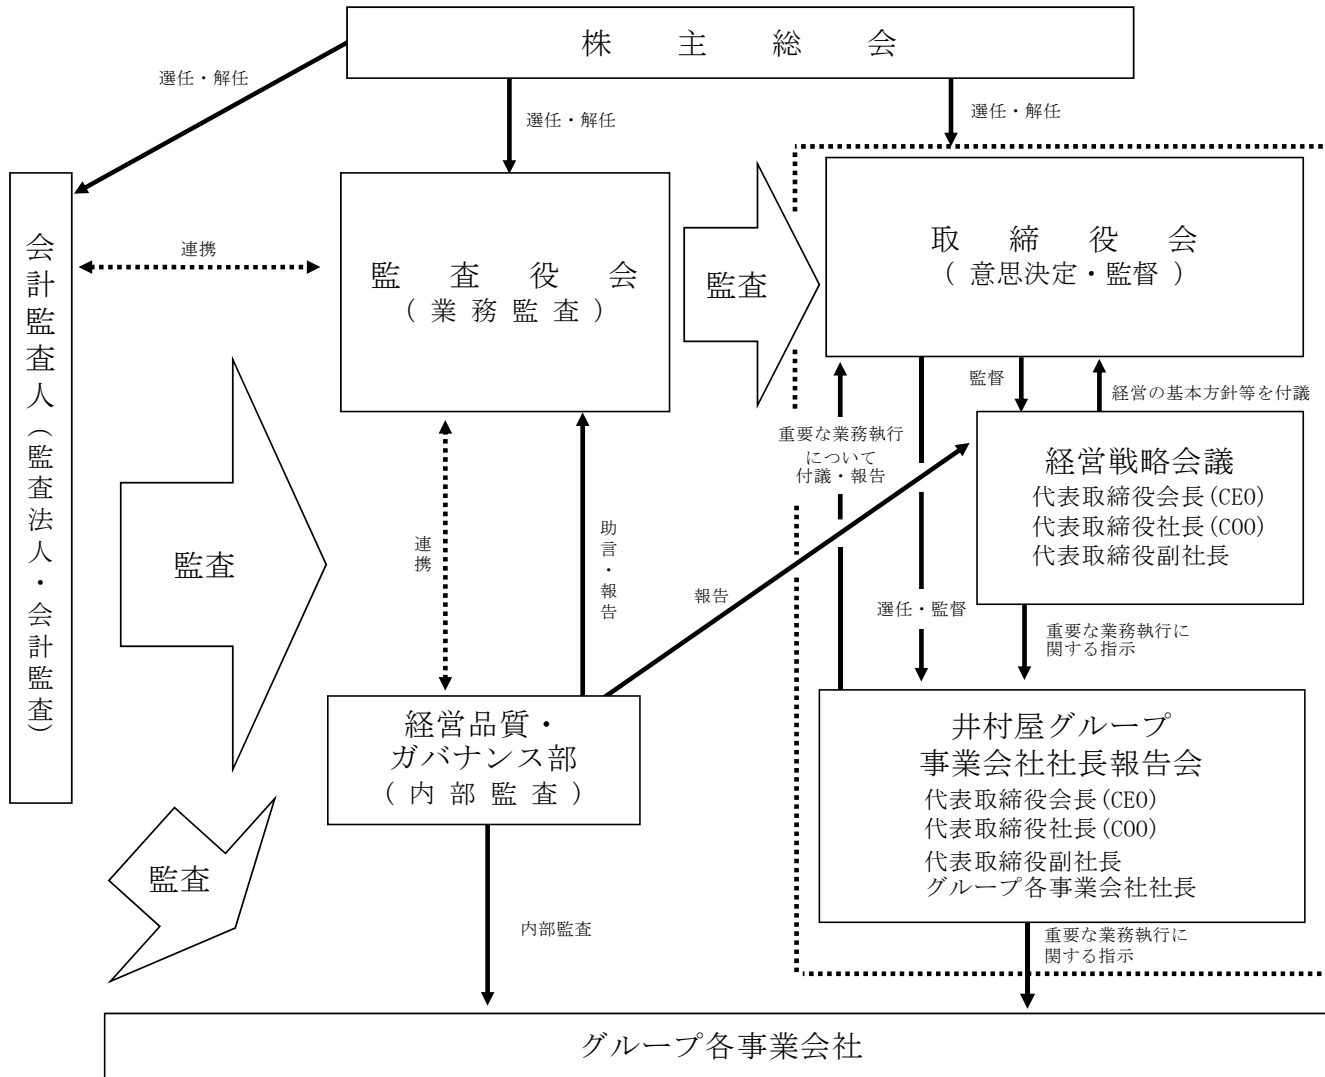 株主総会
選任・解任
選任・解任
選任・解任
会計監査人（監査法人・会計監査）
連携
監査役会
（業務監査）
監査
取締役会
（意思決定・監督）
監督
経営の基本方針等を付議
重要な業務執行
について
付議・報告
経営戦略会議
代表取締役会長(CEO)
代表取締役社長(COO)
代表取締役副社長
監査
連携
助言・報告
報告
選任・監督
重要な業務執行に
関する指示
経営品質・
ガバナンス部
（内部監査）
井村屋グループ
事業会社社長報告会
代表取締役会長(CEO)
代表取締役社長(COO)
代表取締役副社長
グループ各事業会社社長
監査
内部監査
重要な業務執行に
関する指示
グループ各事業会社